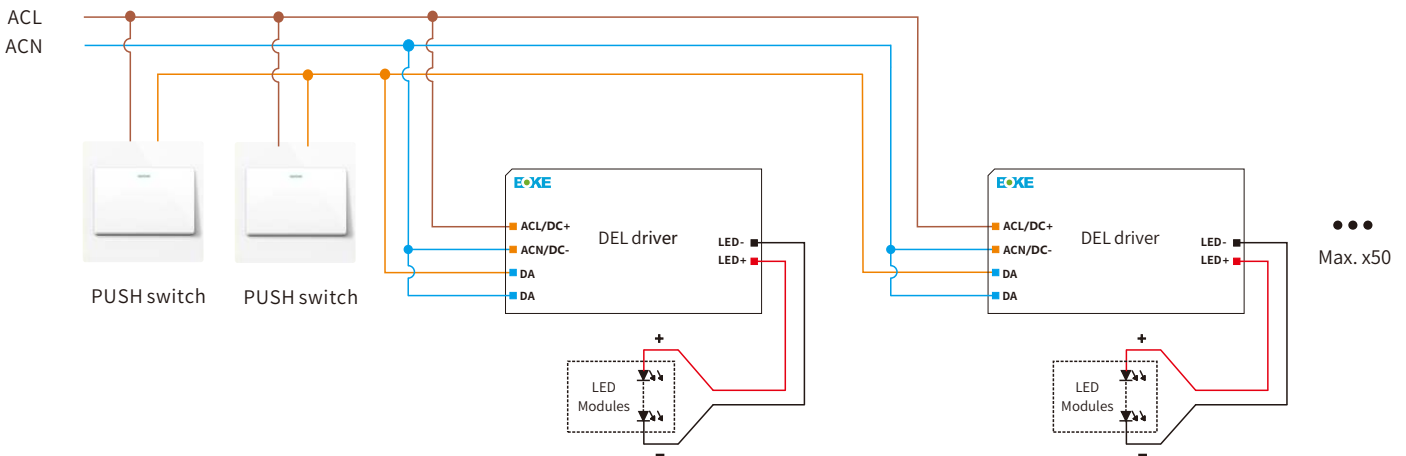 ACL
ACN
PUSH switch
PUSH switch
EOKE
DEL driver
ACL/DC+
ACN/DC-
DA
DA
LED-
LED+
+
LED
Modules
-
EOKE
DEL driver
ACL/DC+
ACN/DC-
DA
DA
LED-
LED+
+
LED
Modules
-
•••
Max. x50